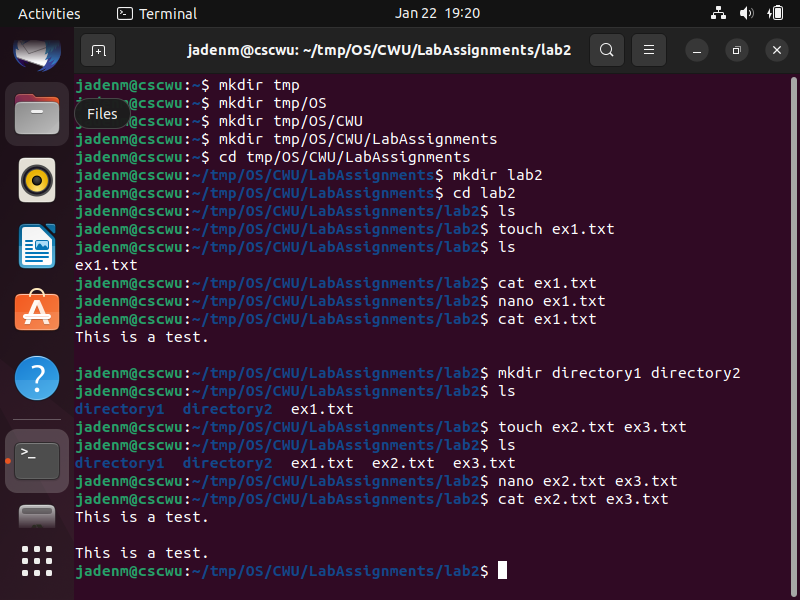 Activities Terminal Jan 22 19:20
jadenm@cscwu: ~/tmp/OS/CWU/LabAssignments/lab2
Files
jadenm@cscwu:~$ mkdir tmp
jadenm@cscwu:~$ mkdir tmp/OS
jadenm@cscwu:~$ mkdir tmp/OS/CWU
jadenm@cscwu:~$ mkdir tmp/OS/CWU/LabAssignments
jadenm@cscwu:~$ cd tmp/OS/CWU/LabAssignments
jadenm@cscwu:~/tmp/OS/CWU/LabAssignments$ mkdir lab2
jadenm@cscwu:~/tmp/OS/CWU/LabAssignments$ cd lab2
jadenm@cscwu:~/tmp/OS/CWU/LabAssignments/lab2$ ls
jadenm@cscwu:~/tmp/OS/CWU/LabAssignments/lab2$ touch ex1.txt
jadenm@cscwu:~/tmp/OS/CWU/LabAssignments/lab2$ ls
ex1.txt
jadenm@cscwu:~/tmp/OS/CWU/LabAssignments/lab2$ cat ex1.txt
jadenm@cscwu:~/tmp/OS/CWU/LabAssignments/lab2$ nano ex1.txt
jadenm@cscwu:~/tmp/OS/CWU/LabAssignments/lab2$ cat ex1.txt
This is a test.
jadenm@cscwu:~/tmp/OS/CWU/LabAssignments/lab2$ mkdir directory1 directory2
jadenm@cscwu:~/tmp/OS/CWU/LabAssignments/lab2$ ls
directory1 directory2 ex1.txt
jadenm@cscwu:~/tmp/OS/CWU/LabAssignments/lab2$ touch ex2.txt ex3.txt
jadenm@cscwu:~/tmp/OS/CWU/LabAssignments/lab2$ ls
directory1 directory2 ex1.txt ex2.txt ex3.txt
jadenm@cscwu:~/tmp/OS/CWU/LabAssignments/lab2$ nano ex2.txt ex3.txt
jadenm@cscwu:~/tmp/OS/CWU/LabAssignments/lab2$ cat ex2.txt ex3.txt
This is a test.
This is a test.
jadenm@cscwu:~/tmp/OS/CWU/LabAssignments/lab2$